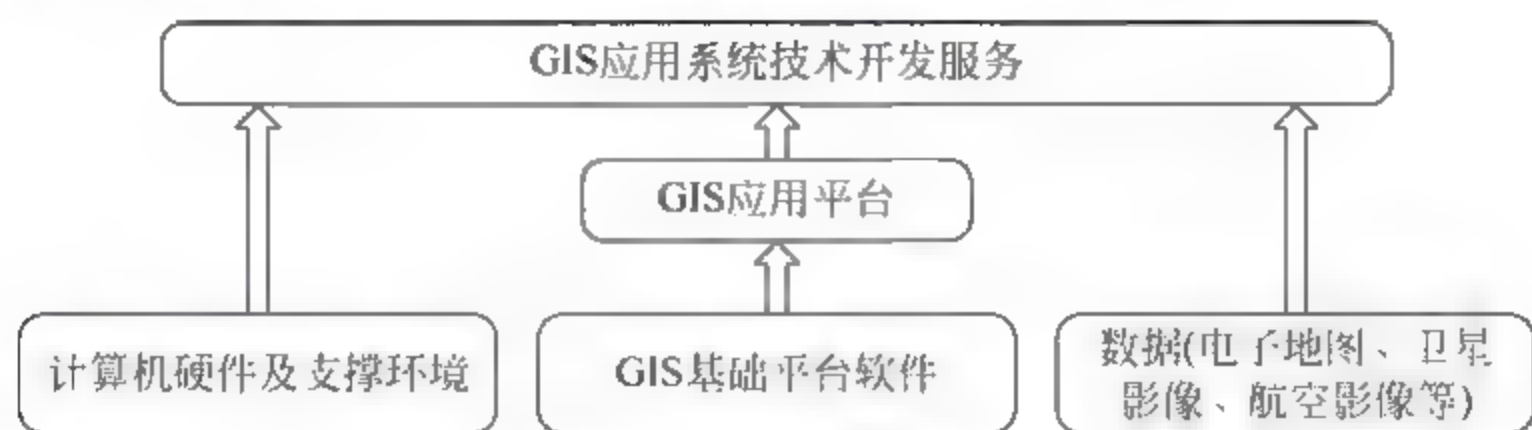 GIS应用系统技术开发服务
GIS应用平台
计算机硬件及支撑环境
GIS基础平台软件
数据(电子地图、卫星
影像、航空影像等)